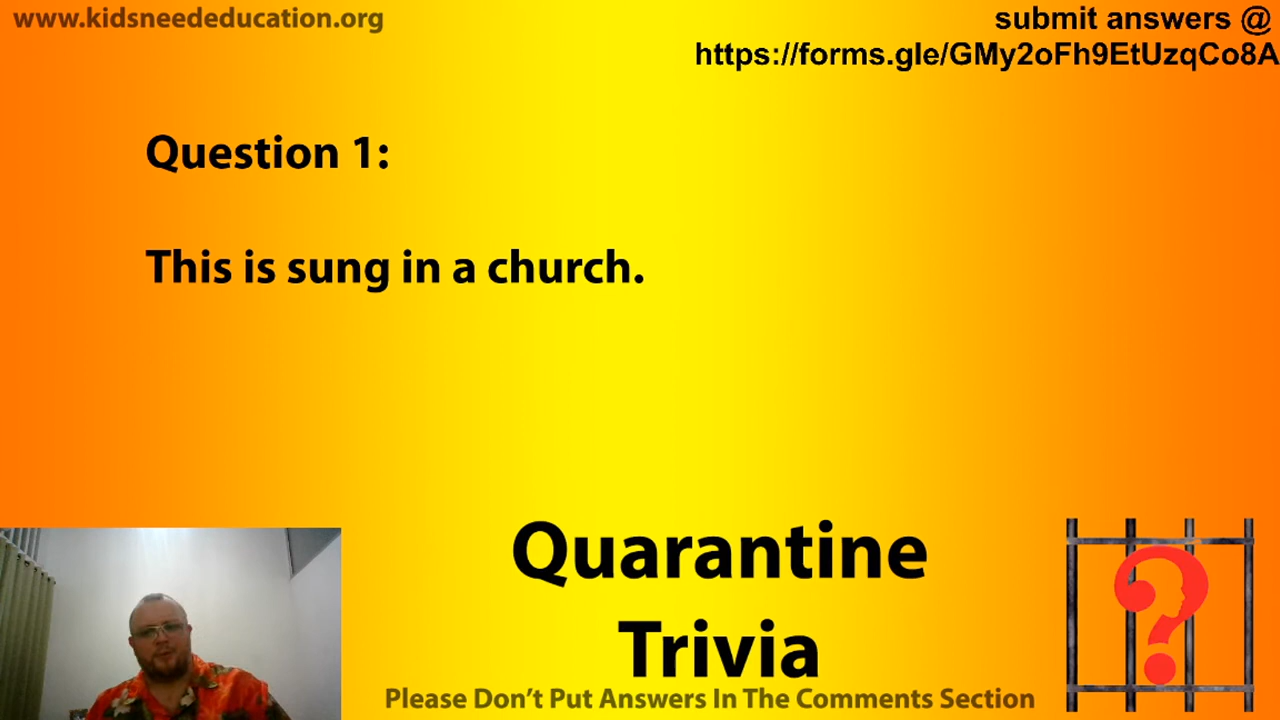 www.kidsneededucation.org
submit answers @
https://forms.gle/GMy2oFh9EtUzqCo8A
Question 1:
This is sung in a church.
Quarantine
Trivia
Please Don't Put Answers In The Comments Section